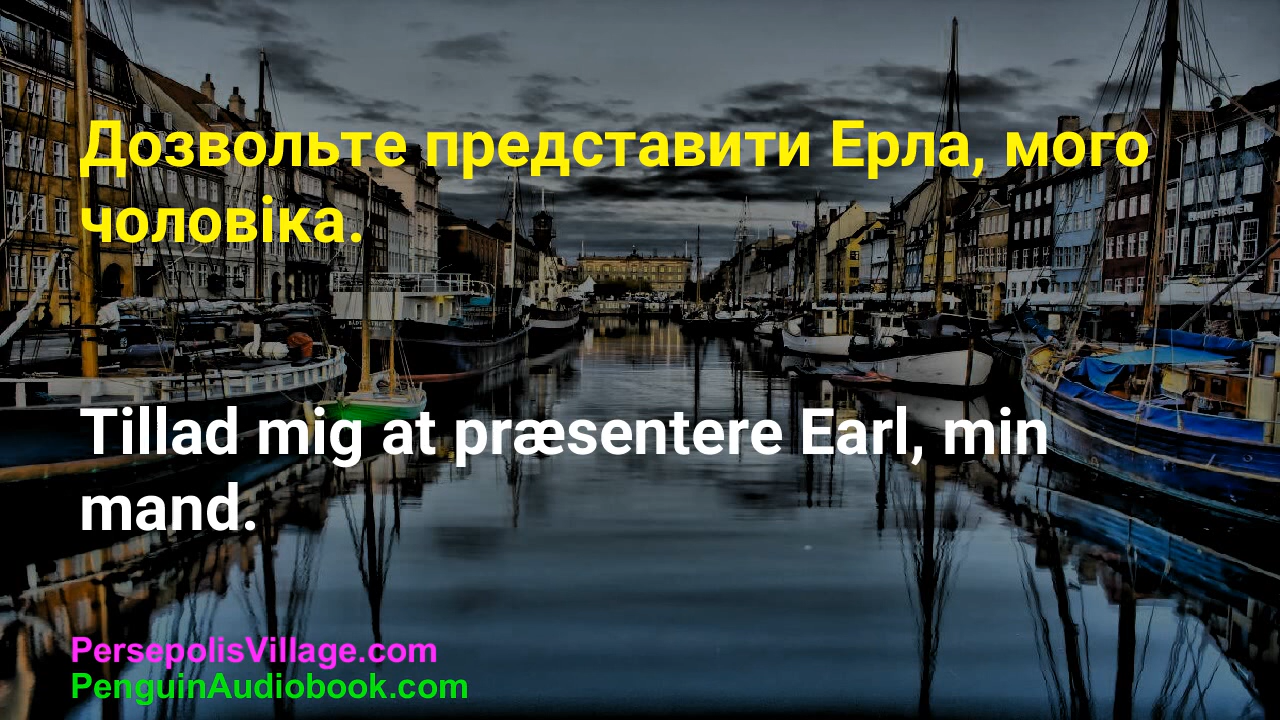 Дозвольте представити Ерла, мого
чоловіка.
Tillad mig at præsentere Earl, min
mand.
PersepolisVillage.com
PenguinAudiobook.com